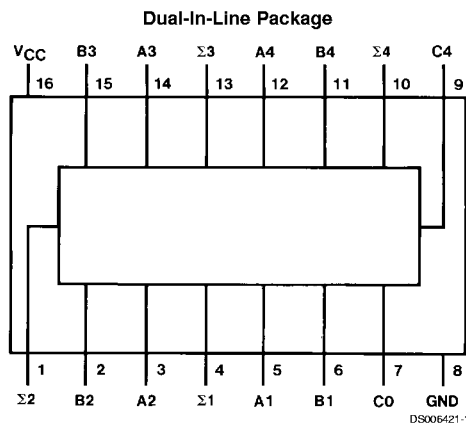 Dual-In-Line Package
VCC B3 A3 Σ3 A4 B4 Σ4 C4
16 15 14 13 12 11 10 9
1 2 3 4 5 6 7 8
Σ2 B2 A2 Σ1 A1 B1 C0 GND
DS006421-1